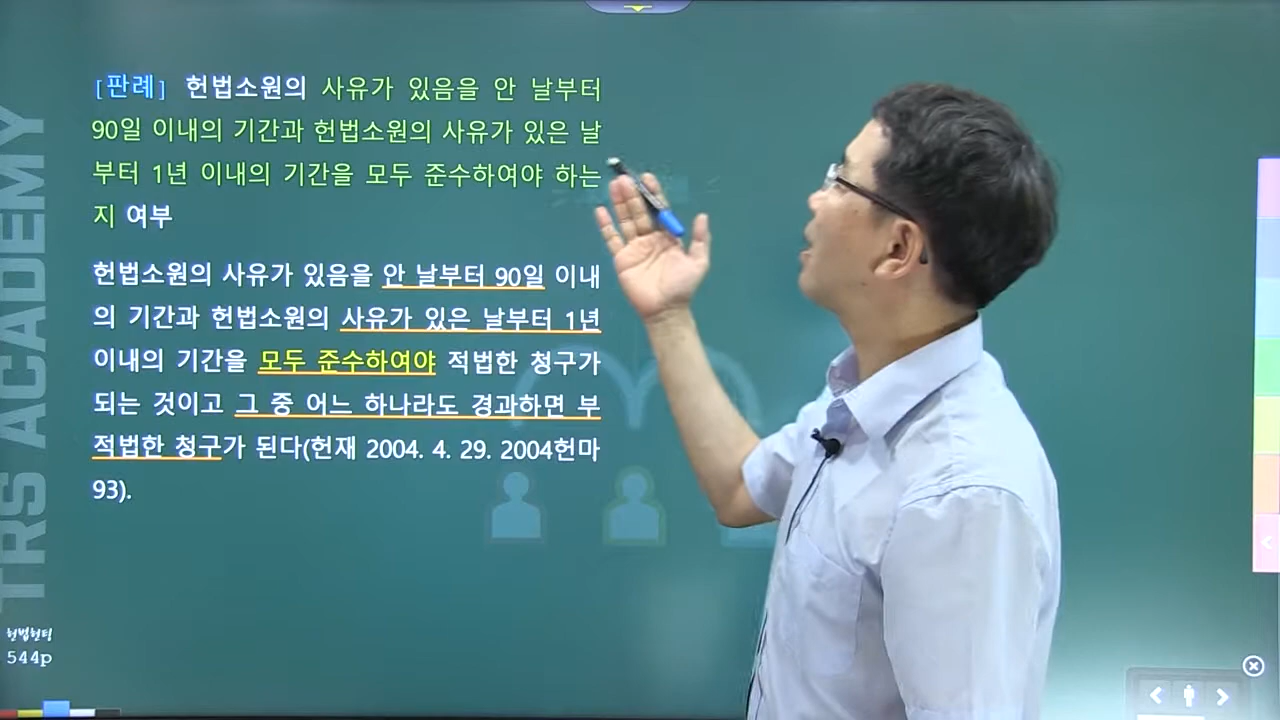 [판례] 헌법소원의 사유가 있음을 안 날부터
90일 이내의 기간과 헌법소원의 사유가 있은 날
부터 1년 이내의 기간을 모두 준수하여야 하는
지 여부
헌법소원의 사유가 있음을 안 날부터 90일 이내
의 기간과 헌법소원의 사유가 있은 날부터 1년
이내의 기간을 모두 준수하여야 적법한 청구가
되는 것이고 그 중 어느 하나라도 경과하면 부
적법한 청구가 된다(헌재 2004. 4. 29. 2004헌마
93).
TRS ACADEMY
헌법헌팅
544p